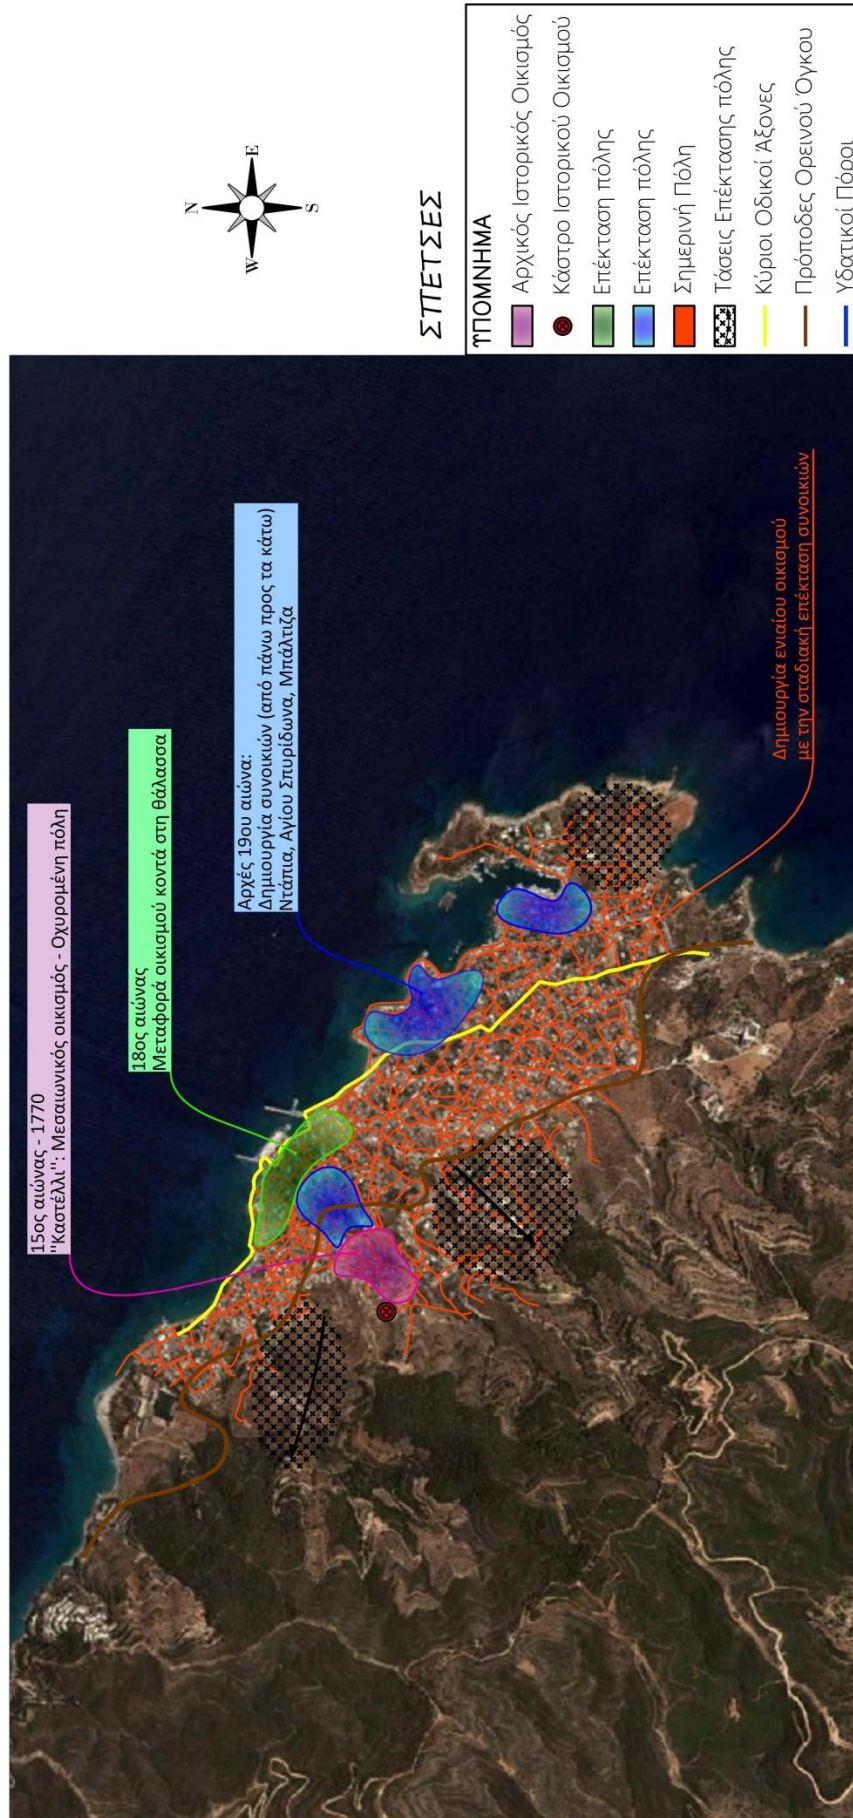 15ος αιώνας - 1770
"Καστέλλι": Μεσαιωνικός οικισμός - Οχυρομένη πόλη
18ος αιώνας
Μεταφορά οικισμού κοντά στη θάλασσα
Αρχές 19ου αιώνα:
Δημιουργία συνοικιών (από πάνω προς τα κάτω)
Ντάπια, Αγίου Σπυρίδωνα, Μπάλτιζα
Δημιουργία ενιαίου οικισμού
με την σταδιακή επέκταση συνοικιών
N
W
E
S
ΣΠΕΤΣΕΣ
ΥΠΟΜΝΗΜΑ
Αρχικός Ιστορικός Οικισμός
Κάστρο Ιστορικού Οικισμού
Επέκταση πόλης
Επέκταση πόλης
Σημερινή Πόλη
Τάσεις Επέκτασης πόλης
Κύριοι Οδικοί Άξονες
Πρόποδες Ορεινού Όγκου
Υδατικοί Πόροι